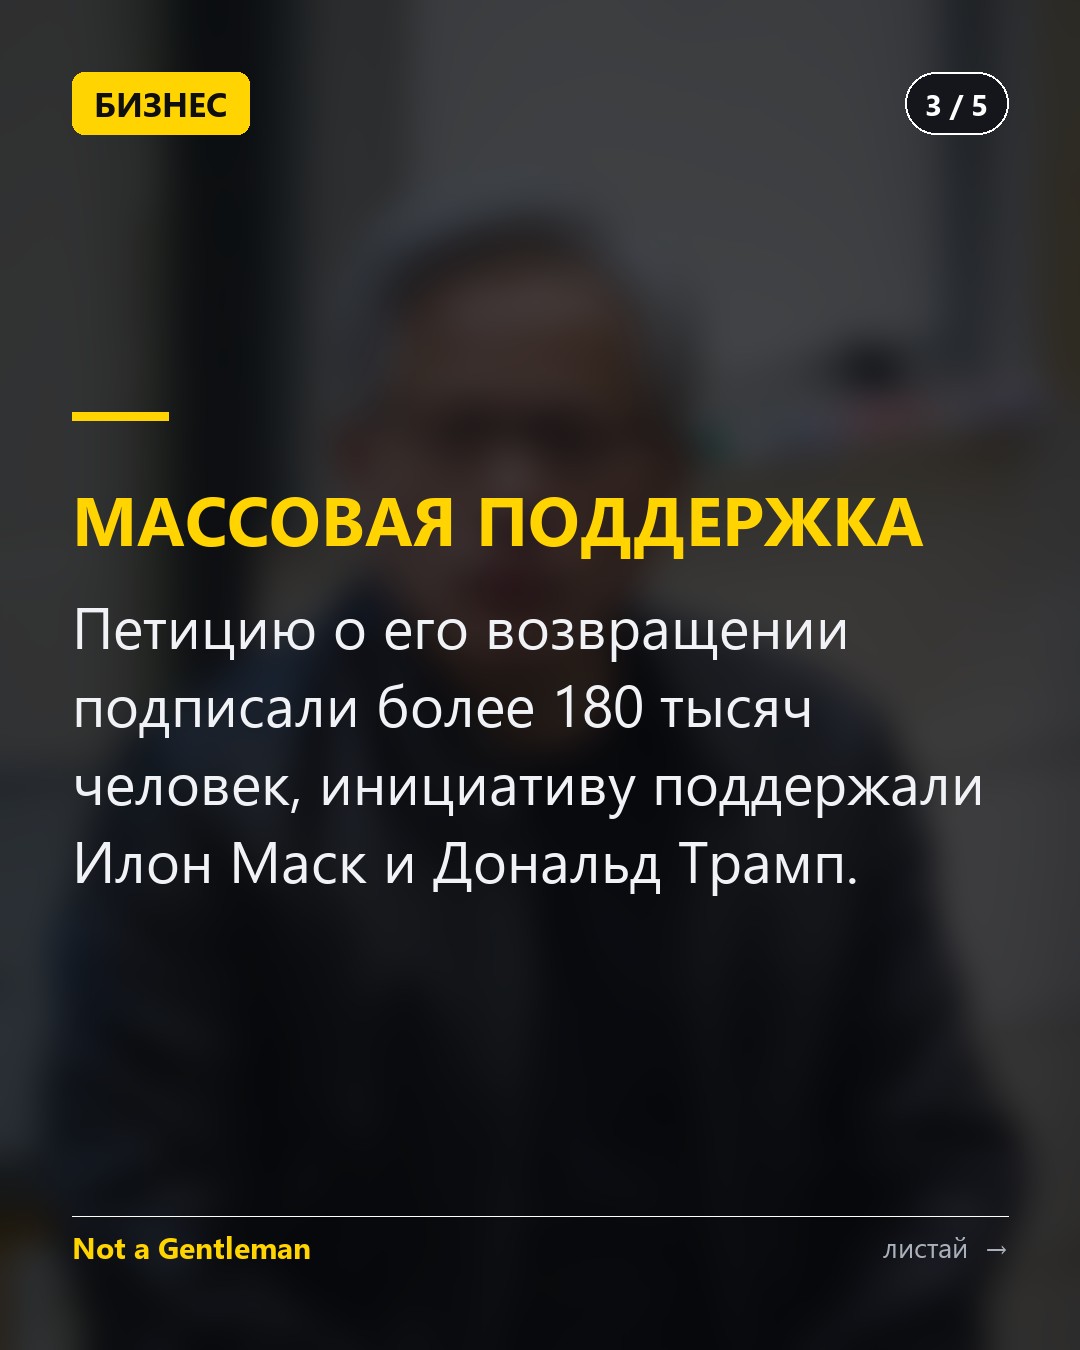 БИЗНЕС
3 / 5
МАССОВАЯ ПОДДЕРЖКА
Петицию о его возвращении
подписали более 180 тысяч
человек, инициативу поддержали
Илон Маск и Дональд Трамп.
Not a Gentleman
листай →